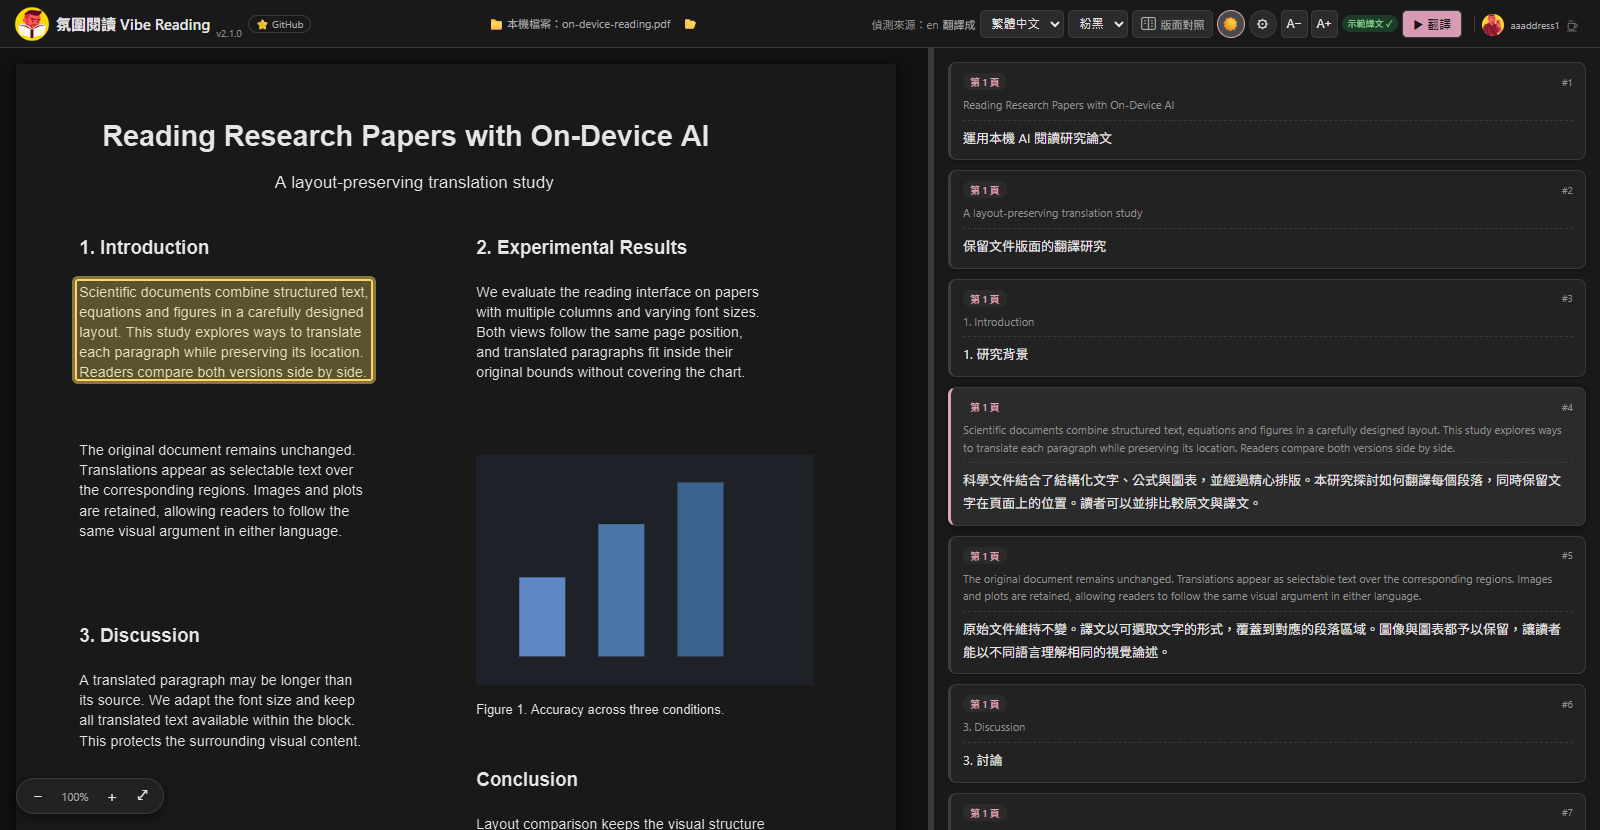 氛圍閱讀 Vibe Reading v2.1.0
GitHub
本機檔案：on-device-reading.pdf
偵測來源：en 翻譯成
繁體中文
粉黑
版面對照
A−
A+
示範譯文✓
▶ 翻譯
aaaddress1
Reading Research Papers with On-Device AI
A layout-preserving translation study
1. Introduction
Scientific documents combine structured text,
equations and figures in a carefully designed
layout. This study explores ways to translate
each paragraph while preserving its location.
Readers compare both versions side by side.
The original document remains unchanged.
Translations appear as selectable text over
the corresponding regions. Images and plots
are retained, allowing readers to follow the
same visual argument in either language.
3. Discussion
A translated paragraph may be longer than
its source. We adapt the font size and keep
all translated text available within the block.
This protects the surrounding visual content.
2. Experimental Results
We evaluate the reading interface on papers
with multiple columns and varying font sizes.
Both views follow the same page position,
and translated paragraphs fit inside their
original bounds without covering the chart.
Figure 1. Accuracy across three conditions.
Conclusion
Layout comparison keeps the visual structure
− 100% +
第 1 頁 #1
Reading Research Papers with On-Device AI
運用本機 AI 閱讀研究論文
第 1 頁 #2
A layout-preserving translation study
保留文件版面的翻譯研究
第 1 頁 #3
1. Introduction
1. 研究背景
第 1 頁 #4
Scientific documents combine structured text, equations and figures in a carefully designed layout. This study explores ways
to translate each paragraph while preserving its location. Readers compare both versions side by side.
科學文件結合了結構化文字、公式與圖表，並經過精心排版。本研究探討如何翻譯每個段落，同時保留文
字在頁面上的位置。讀者可以並排比較原文與譯文。
第 1 頁 #5
The original document remains unchanged. Translations appear as selectable text over the corresponding regions. Images
and plots are retained, allowing readers to follow the same visual argument in either language.
原始文件維持不變。譯文以可選取文字的形式，覆蓋到對應的段落區域。圖像與圖表都予以保留，讓讀者
能以不同語言理解相同的視覺論述。
第 1 頁 #6
3. Discussion
3. 討論
第 1 頁 #7